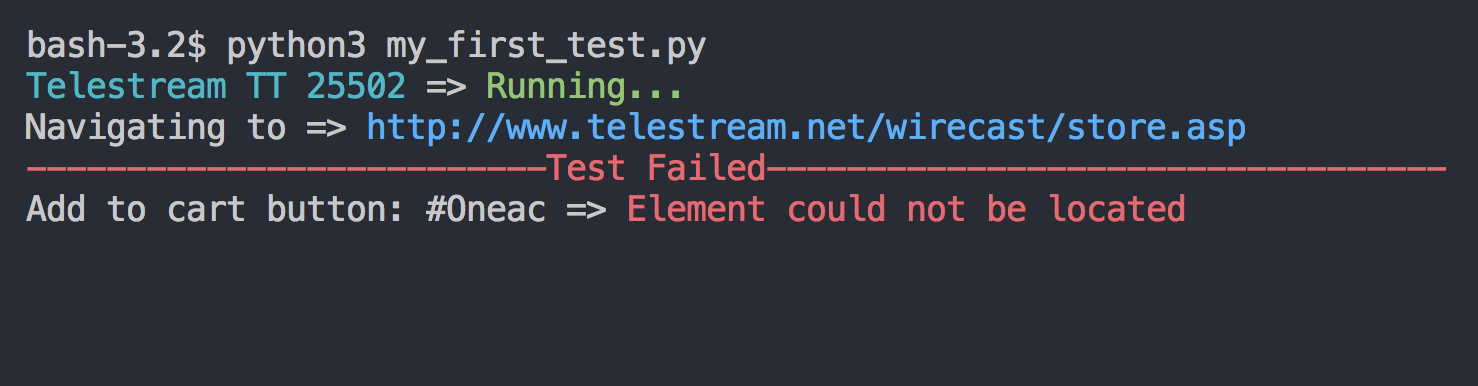 bash-3.2$ python3 my_first_test.py
Telestream TT 25502 => Running...
Navigating to => http://www.telestream.net/wirecast/store.asp
--------------------------Test Failed----------------------------------
Add to cart button: #Oneac => Element could not be located